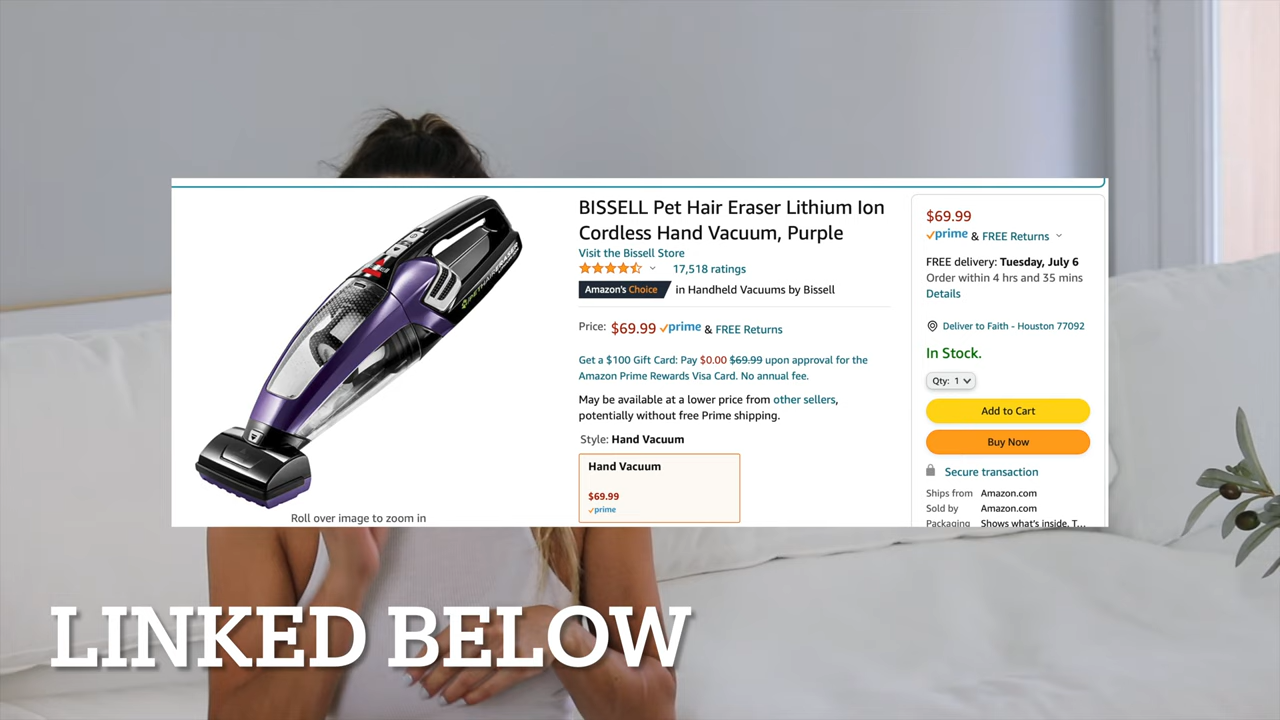 BISSELL Pet Hair Eraser Lithium Ion
Cordless Hand Vacuum, Purple
Visit the Bissell Store
17,518 ratings
Amazon's Choice in Handheld Vacuums by Bissell
Price: $69.99 prime & FREE Returns
Get a $100 Gift Card: Pay $0.00 $69.99 upon approval for the
Amazon Prime Rewards Visa Card. No annual fee.
May be available at a lower price from other sellers,
potentially without free Prime shipping.
Style: Hand Vacuum
Hand Vacuum
$69.99
prime
Roll over image to zoom in
$69.99
prime & FREE Returns
FREE delivery: Tuesday, July 6
Order within 4 hrs and 35 mins
Details
Deliver to Faith - Houston 77092
In Stock.
Qty: 1
Add to Cart
Buy Now
Secure transaction
Ships from Amazon.com
Sold by Amazon.com
Packaging Shows what's inside, T...
LINKED BELOW